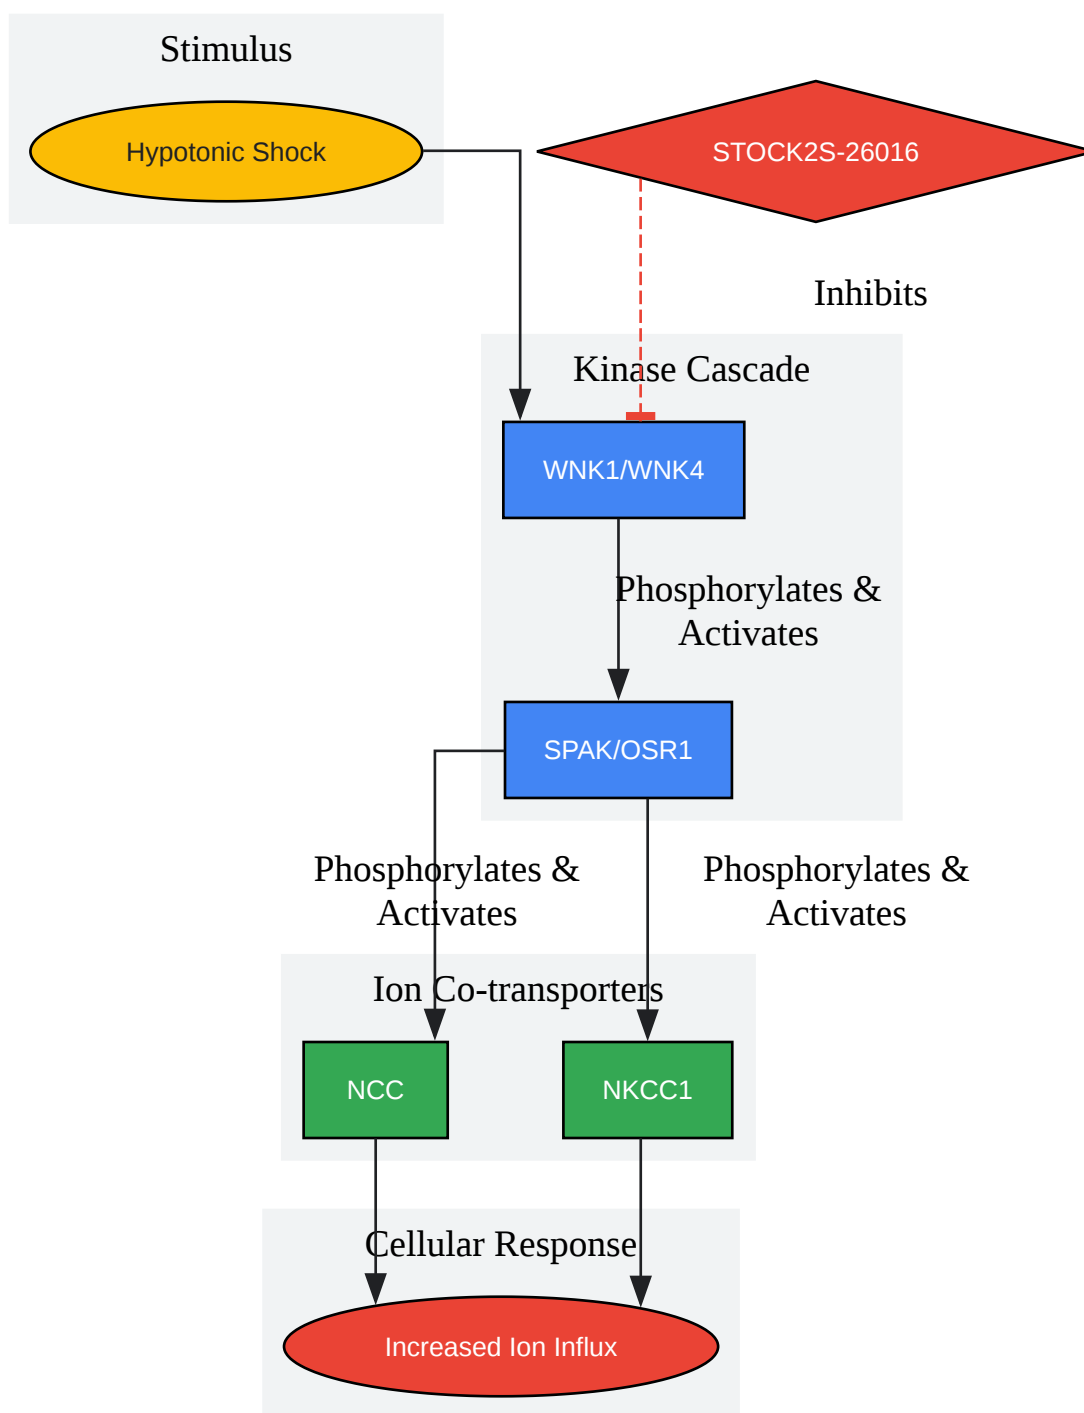 Stimulus
Hypotonic Shock
STOCK2S-26016
Inhibits
Kinase Cascade
WNK1/WNK4
Phosphorylates &
Activates
SPAK/OSR1
Phosphorylates &
Activates
Phosphorylates &
Activates
Ion Co-transporters
NCC
NKCC1
Cellular Response
Increased Ion Influx